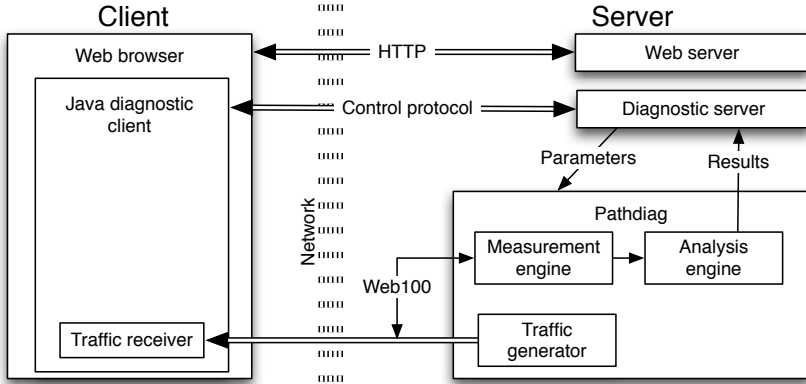 Client
Server
Web browser
HTTP
Web server
Java diagnostic
client
Control protocol
Diagnostic server
Parameters
Results
Pathdiag
Network
Measurement
engine
Analysis
engine
Web100
Traffic receiver
Traffic
generator